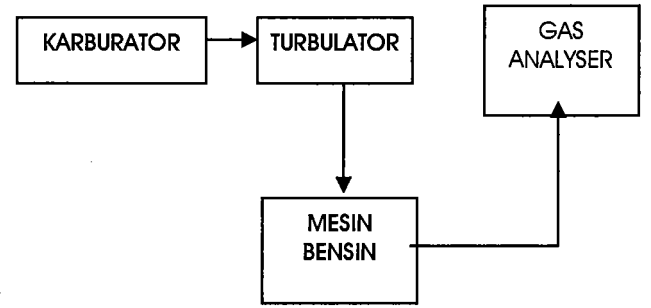 KARBURATOR
TURBULATOR
GAS
ANALYSER
MESIN
BENSIN